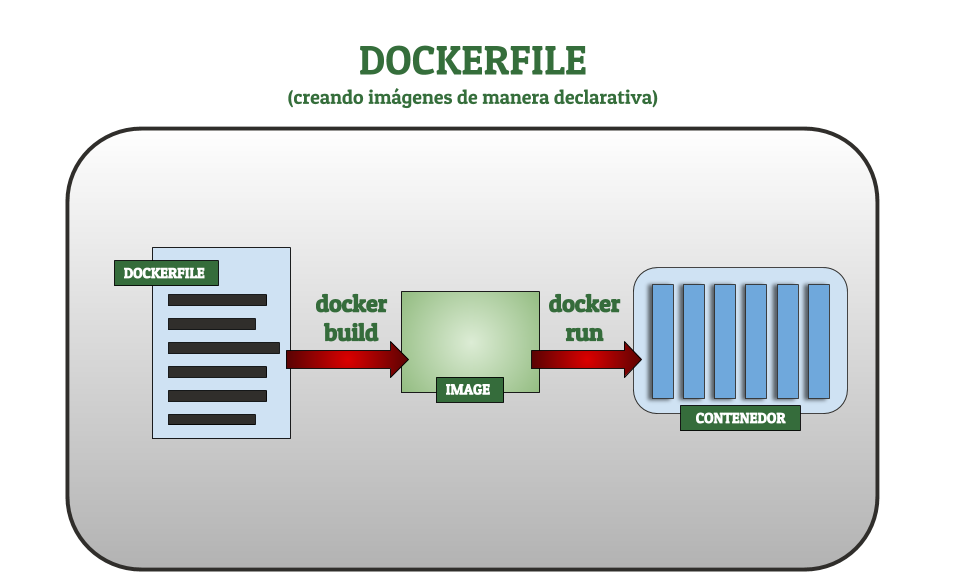 DOCKERFILE
(creando imágenes de manera declarativa)
DOCKERFILE
docker
build
IMAGE
docker
run
CONTENEDOR